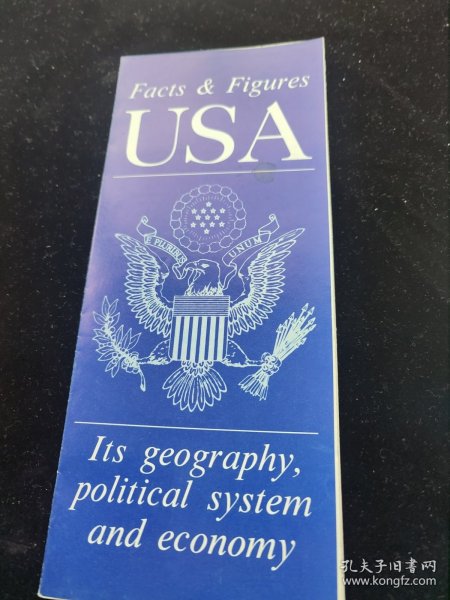 Facts & Figures
USA
E PLURIBUS UNUM
Its geography,
political system
and economy
孔夫子旧书网
www.kongfz.com